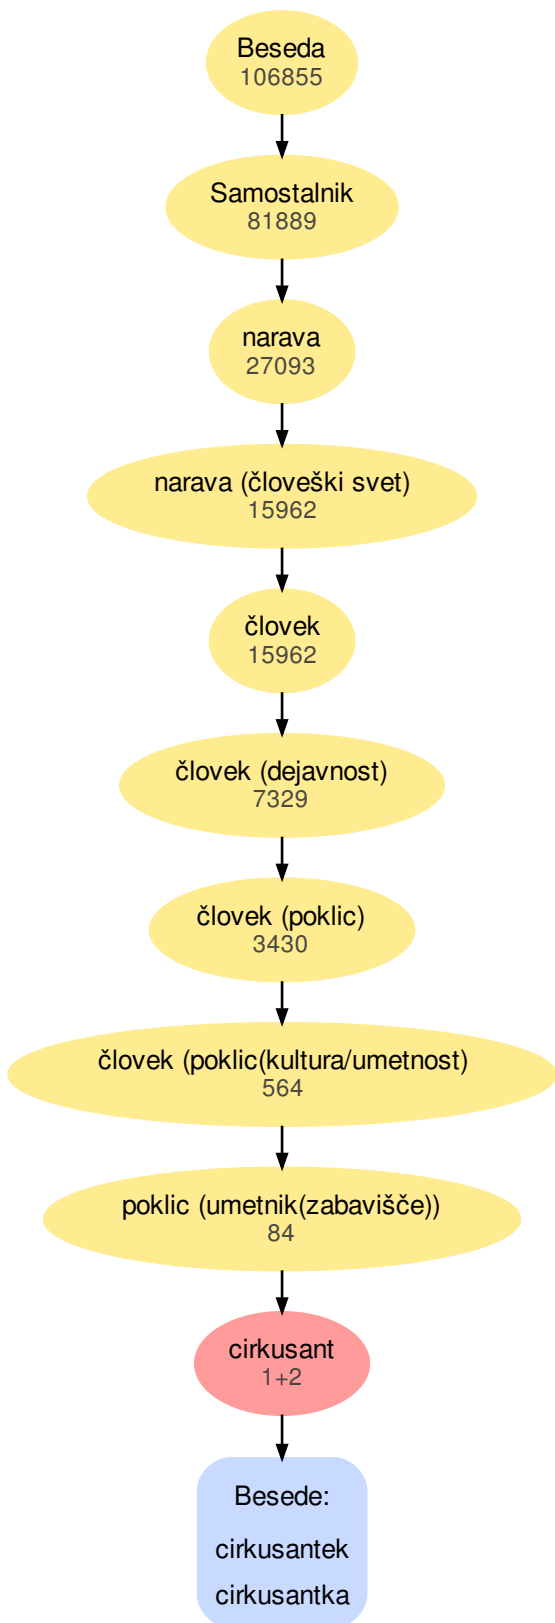 Beseda
106855
Samostalnik
81889
narava
27093
narava (človeški svet)
15962
človek
15962
človek (dejavnost)
7329
človek (poklic)
3430
človek (poklic(kultura/umetnost)
564
poklic (umetnik(zabavišče))
84
cirkusant
1+2
Besede:
cirkusantek
cirkusantka